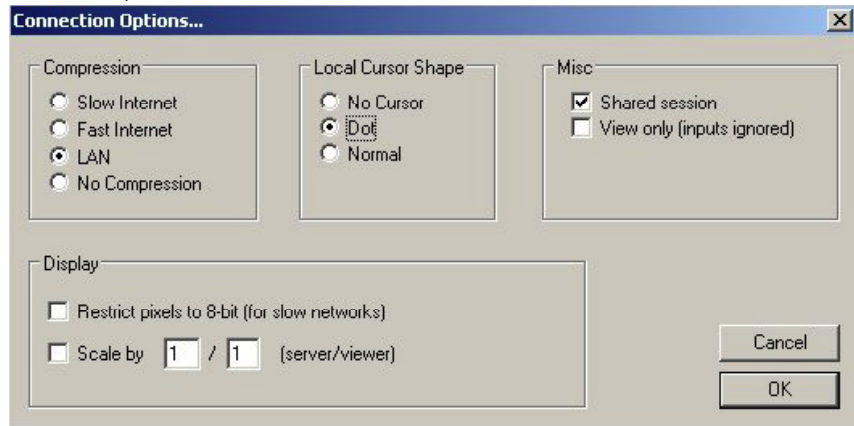 Connection Options...
Compression
Slow Internet
Fast Internet
LAN
No Compression
Local Cursor Shape
No Cursor
Dot
Normal
Misc
Shared session
View only (inputs ignored)
Display
Restrict pixels to 8-bit (for slow networks)
Scale by 1 / 1 (server/viewer)
Cancel
OK